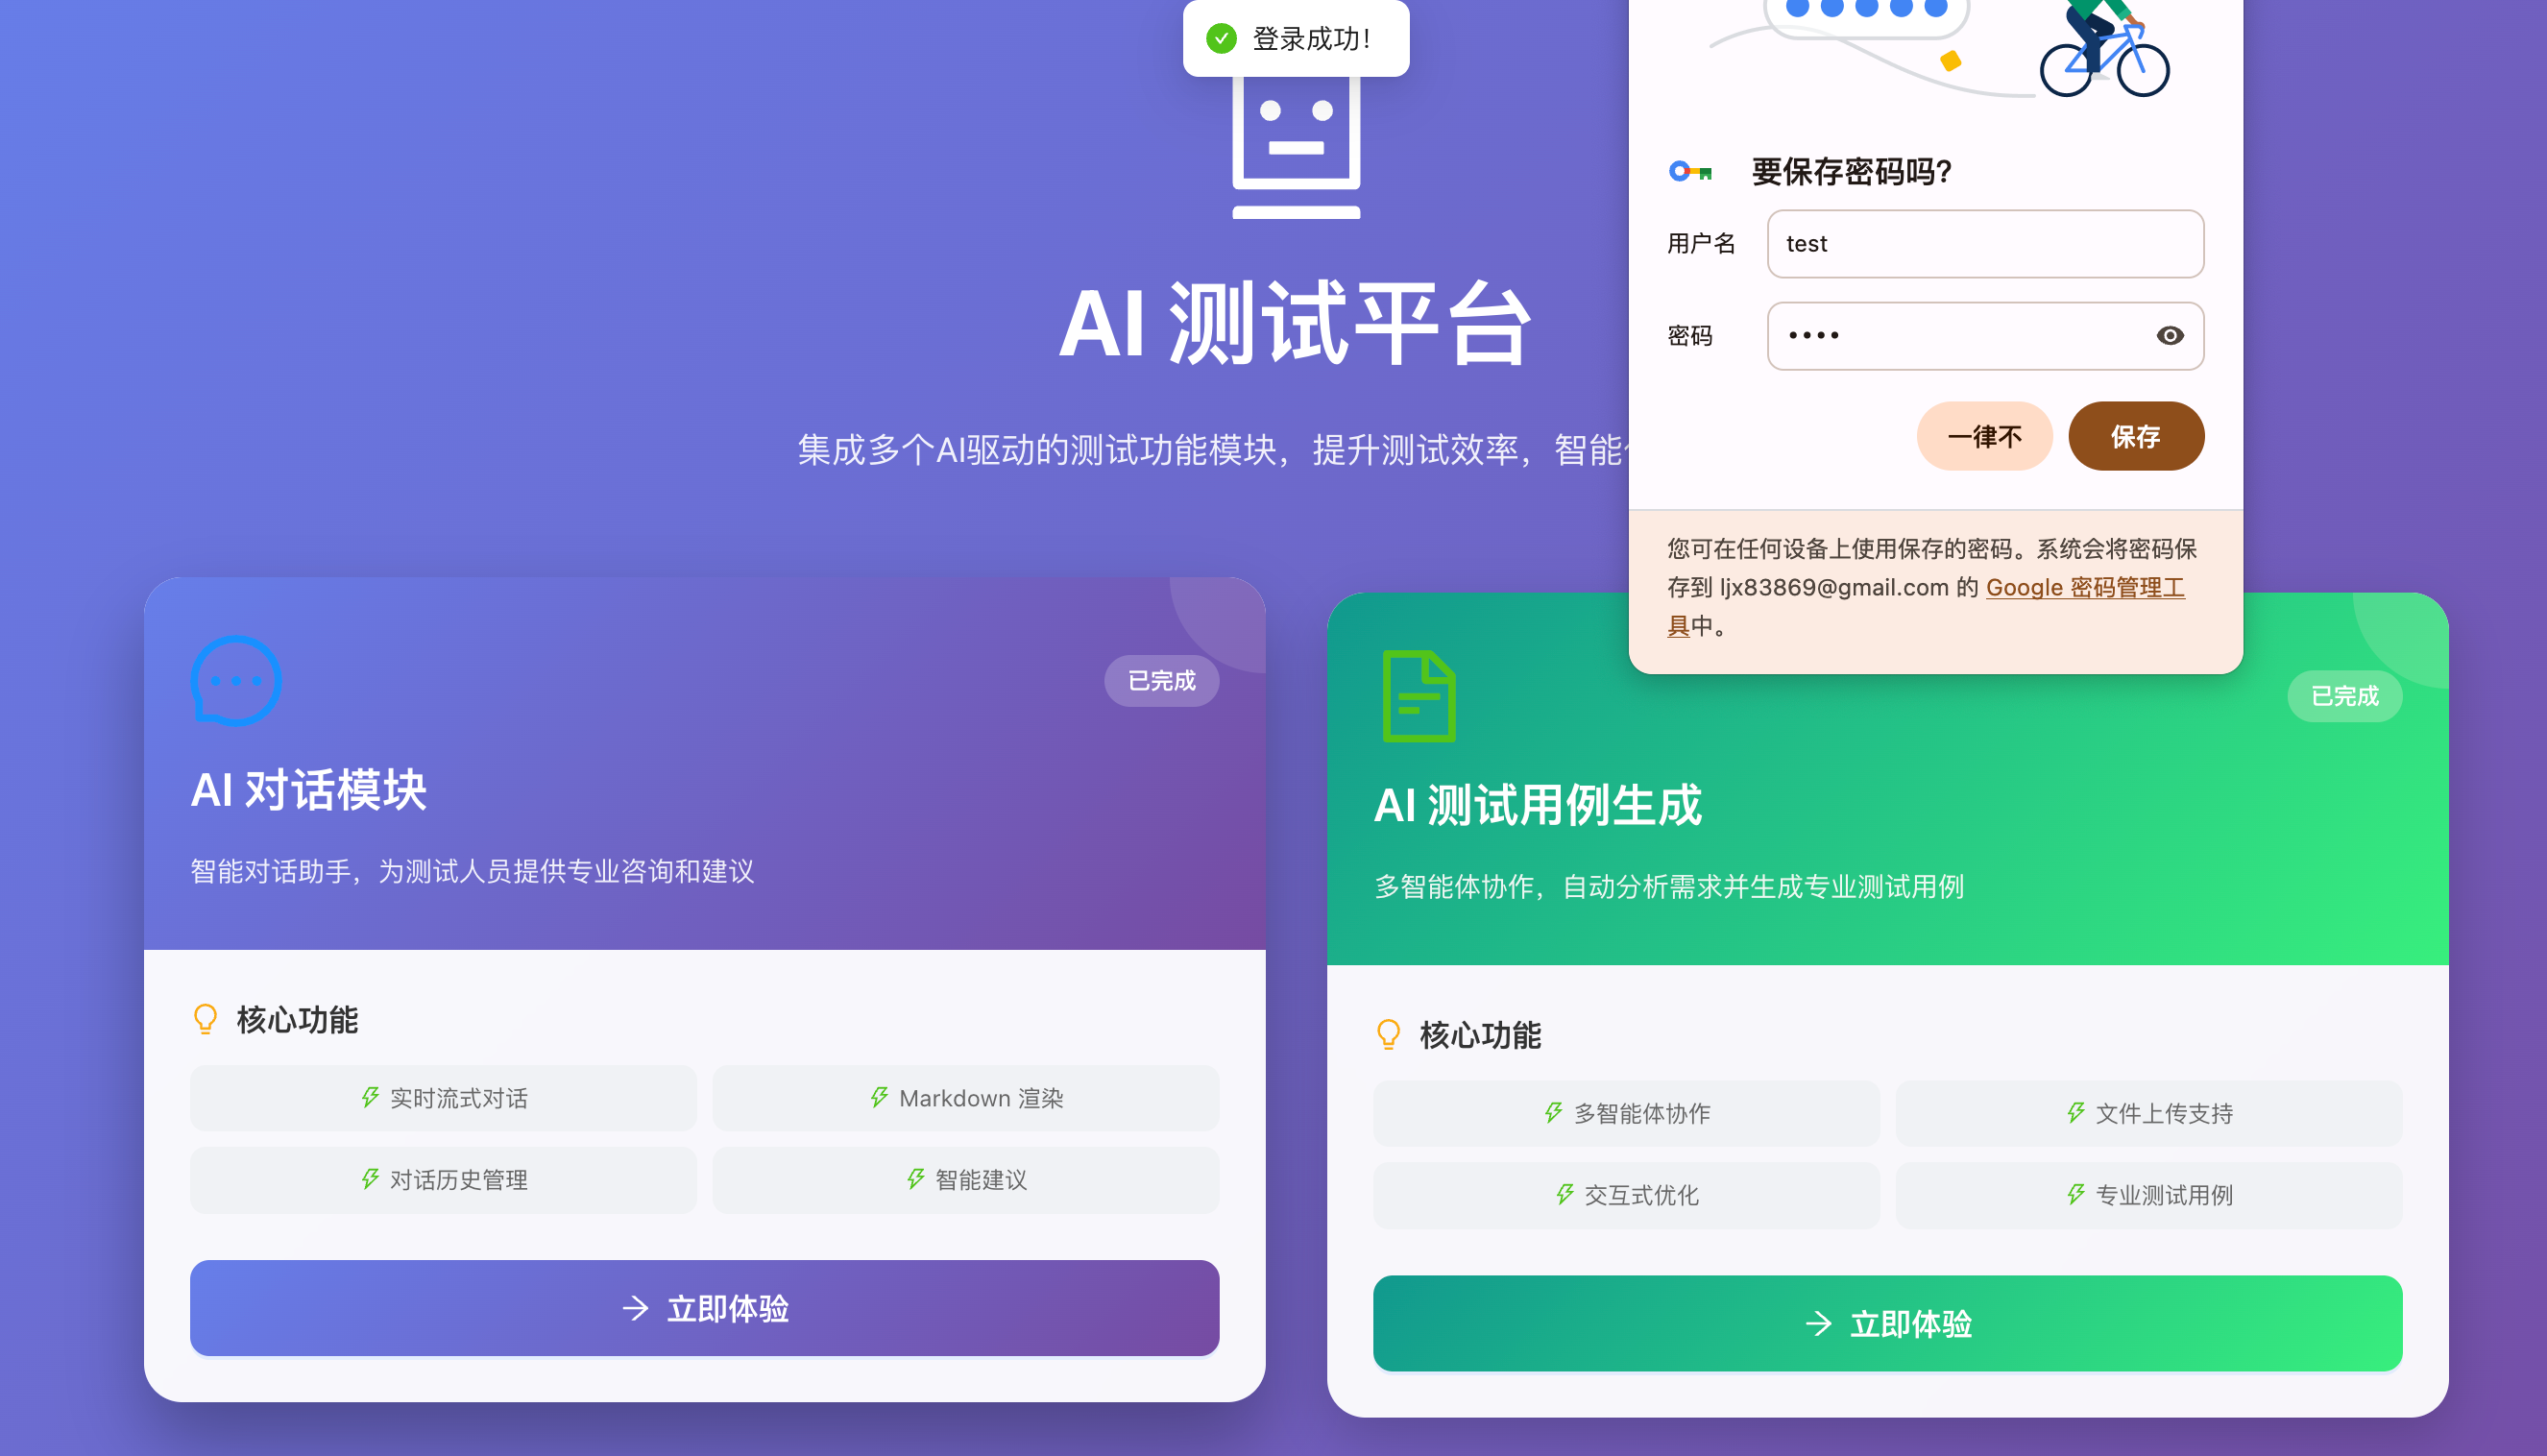 登录成功！
AI 测试平台
集成多个AI驱动的测试功能模块，提升测试效率，智能
要保存密码吗？
用户名
test
密码
••••
一律不
保存
您可在任何设备上使用保存的密码。系统会将密码保
存到 ljx83869@gmail.com 的 Google 密码管理工
具中。
已完成
AI 对话模块
智能对话助手，为测试人员提供专业咨询和建议
核心功能
实时流式对话
Markdown 渲染
对话历史管理
智能建议
立即体验
已完成
AI 测试用例生成
多智能体协作，自动分析需求并生成专业测试用例
核心功能
多智能体协作
文件上传支持
交互式优化
专业测试用例
立即体验